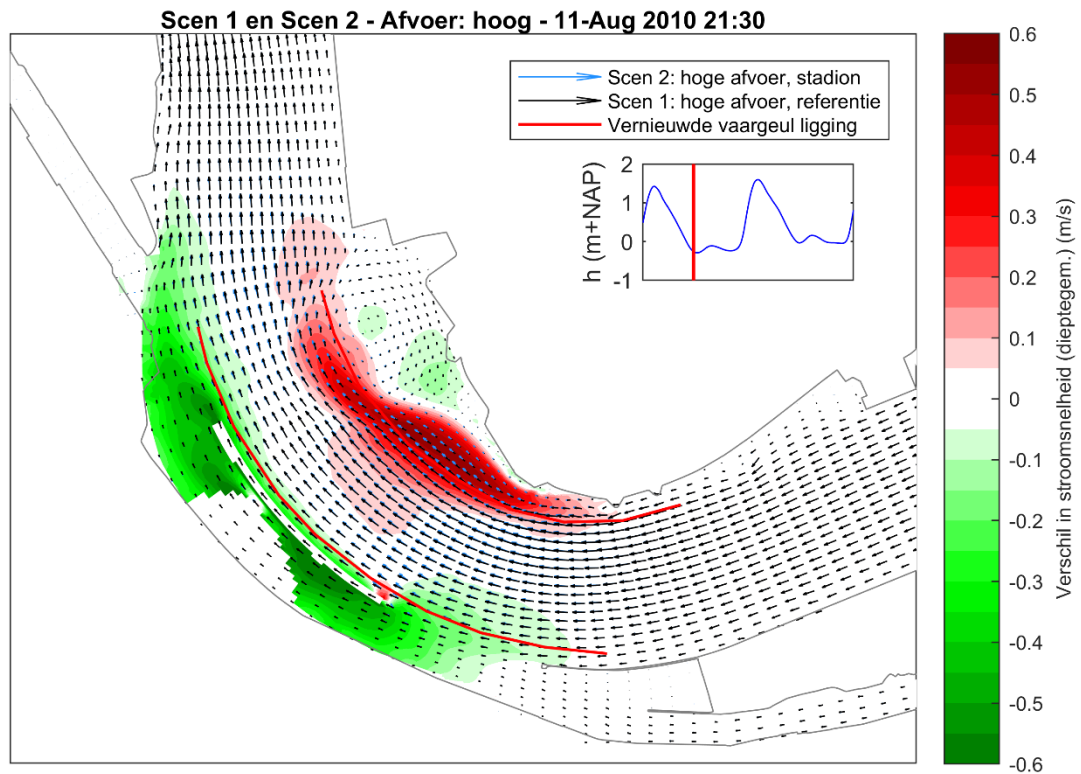 Scen 1 en Scen 2 - Afvoer: hoog - 11-Aug 2010 21:30
Scen 2: hoge afvoer, stadion
Scen 1: hoge afvoer, referentie
Vernieuwde vaargeul ligging
h (m+NAP)
2
1
0
-1
0.6
0.5
0.4
0.3
0.2
0.1
0
-0.1
-0.2
-0.3
-0.4
-0.5
-0.6
Verschil in stroomsnelheid (dieptegem.) (m/s)